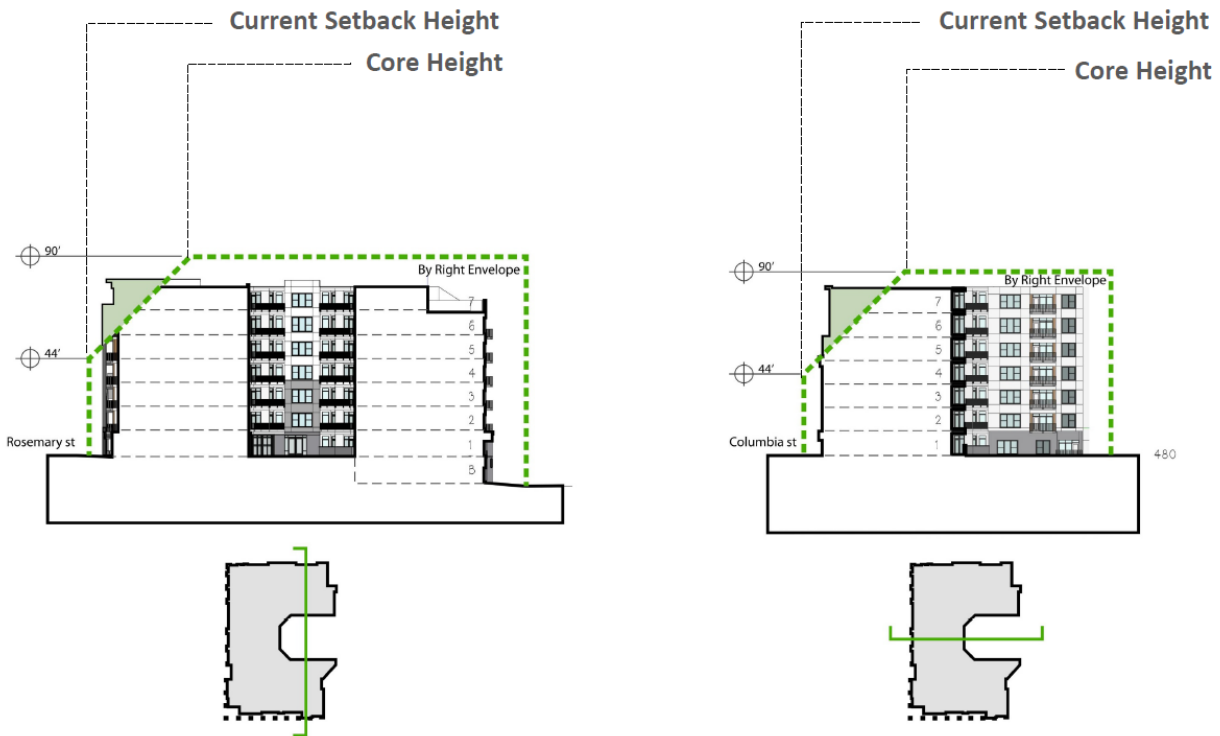 Current Setback Height
Core Height
90'
By Right Envelope
7
6
5
44'
4
3
2
Rosemary st
1
B
Current Setback Height
Core Height
90'
By Right Envelope
7
6
5
44'
4
3
2
Columbia st
1
480